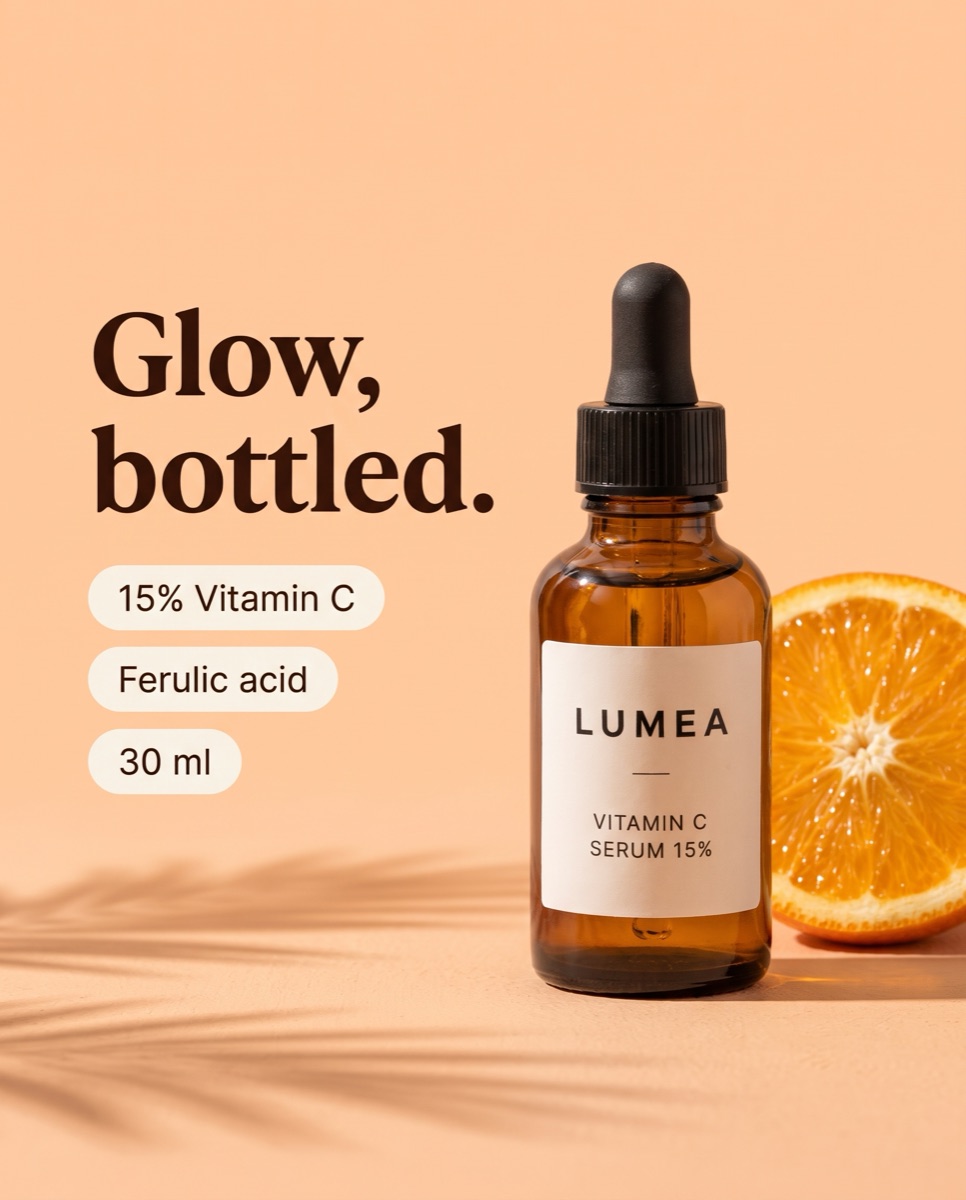 Glow,
bottled.
15% Vitamin C
Ferulic acid
30 ml
LUMEA
VITAMIN C
SERUM 15%